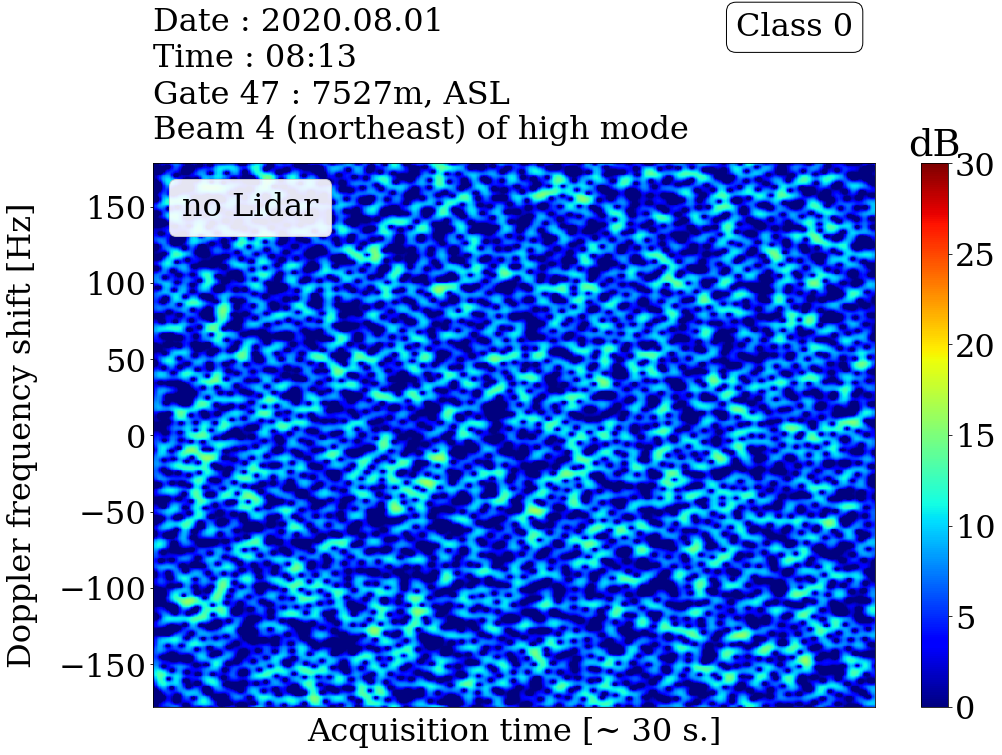 Date : 2020.08.01
Time : 08:13
Gate 47 : 7527m, ASL
Beam 4 (northeast) of high mode
Class 0
no Lidar
Doppler frequency shift [Hz]
150
100
50
0
−50
−100
−150
Acquisition time [~ 30 s.]
dB
30
25
20
15
10
5
0